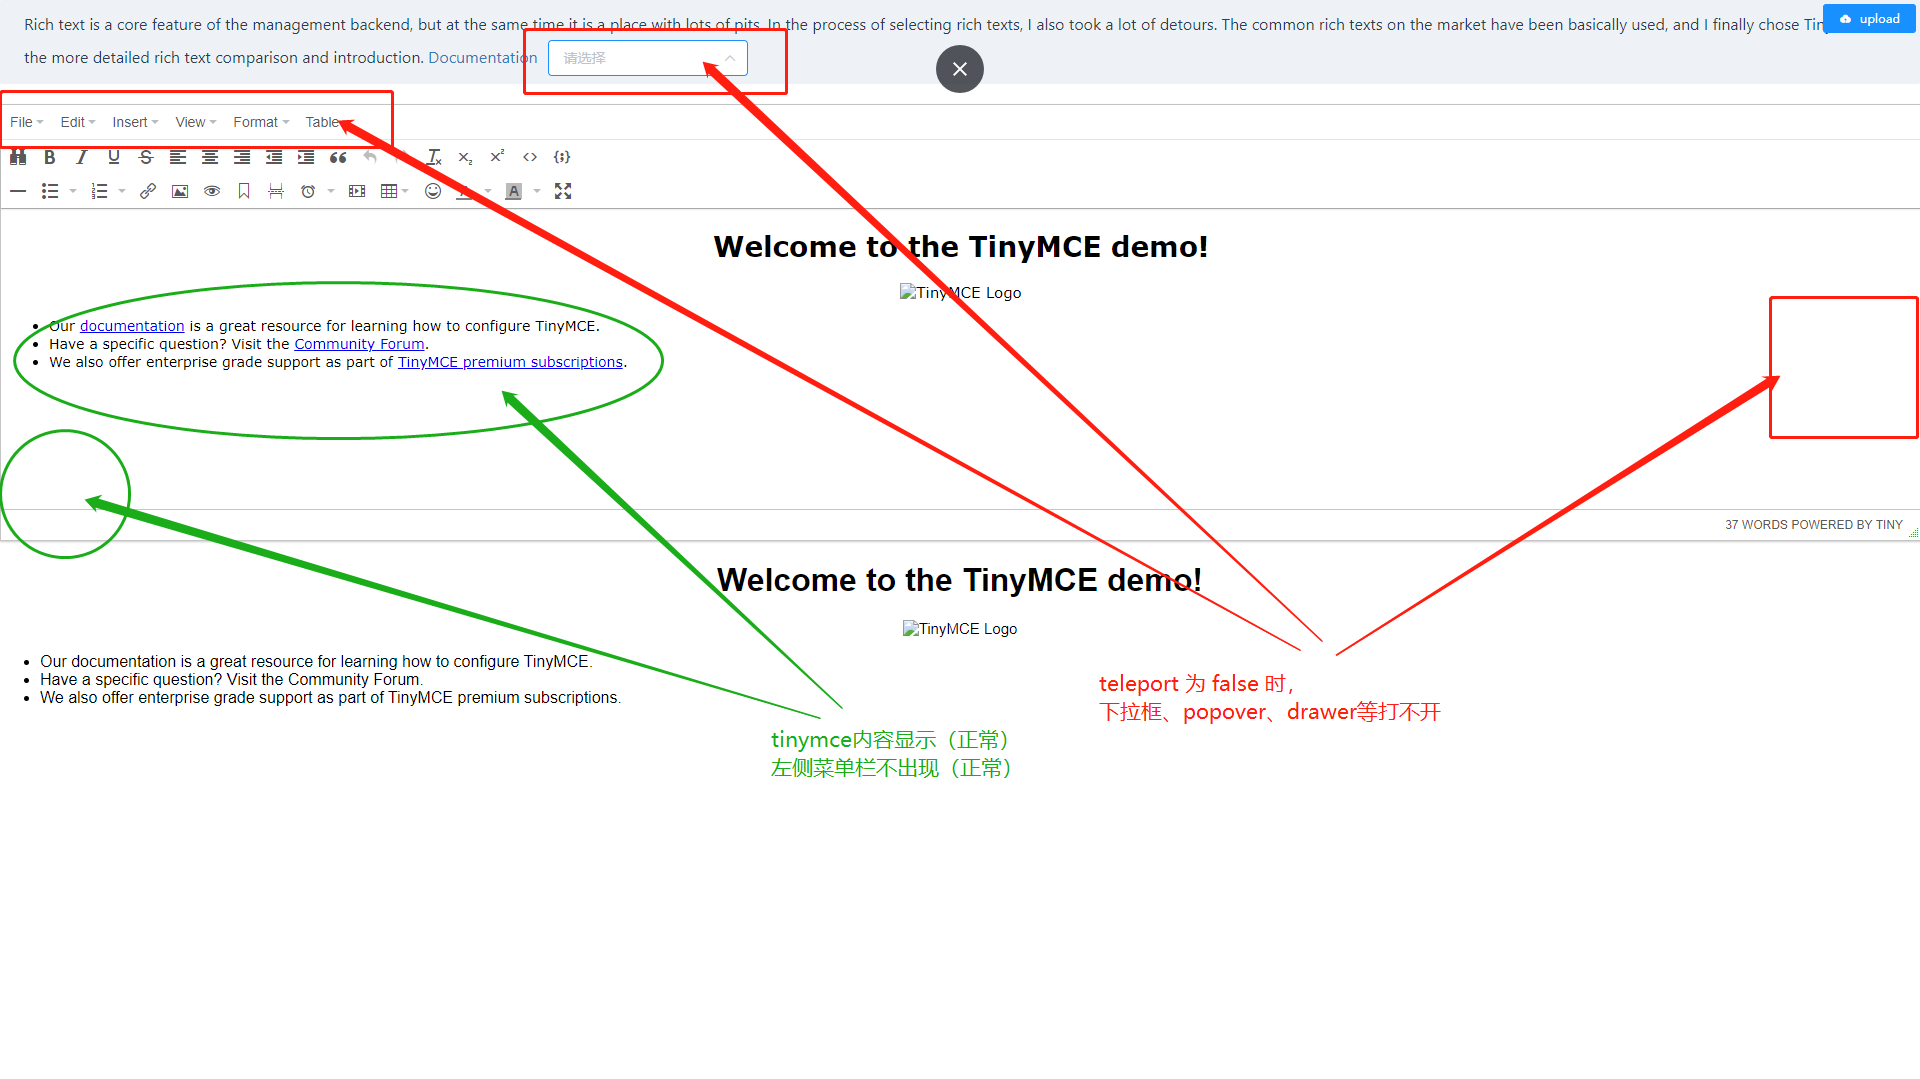 Rich text is a core feature of the management backend, but at the same time it is a place with lots of pits. In the process of selecting rich texts, I also took a lot of detours. The common rich texts on the market have been basically used, and I finally chose
upload
the more detailed rich text comparison and introduction. Documentation
请选择
File Edit Insert View Format Table
Welcome to the TinyMCE demo!
TinyMCE Logo
Our documentation is a great resource for learning how to configure TinyMCE.
Have a specific question? Visit the Community Forum.
We also offer enterprise grade support as part of TinyMCE premium subscriptions.
37 WORDS POWERED BY TINY
Welcome to the TinyMCE demo!
TinyMCE Logo
Our documentation is a great resource for learning how to configure TinyMCE.
Have a specific question? Visit the Community Forum.
We also offer enterprise grade support as part of TinyMCE premium subscriptions.
teleport 为 false 时，
下拉框、popover、drawer等打不开
tinymce内容显示（正常）
左侧菜单栏不出现（正常）